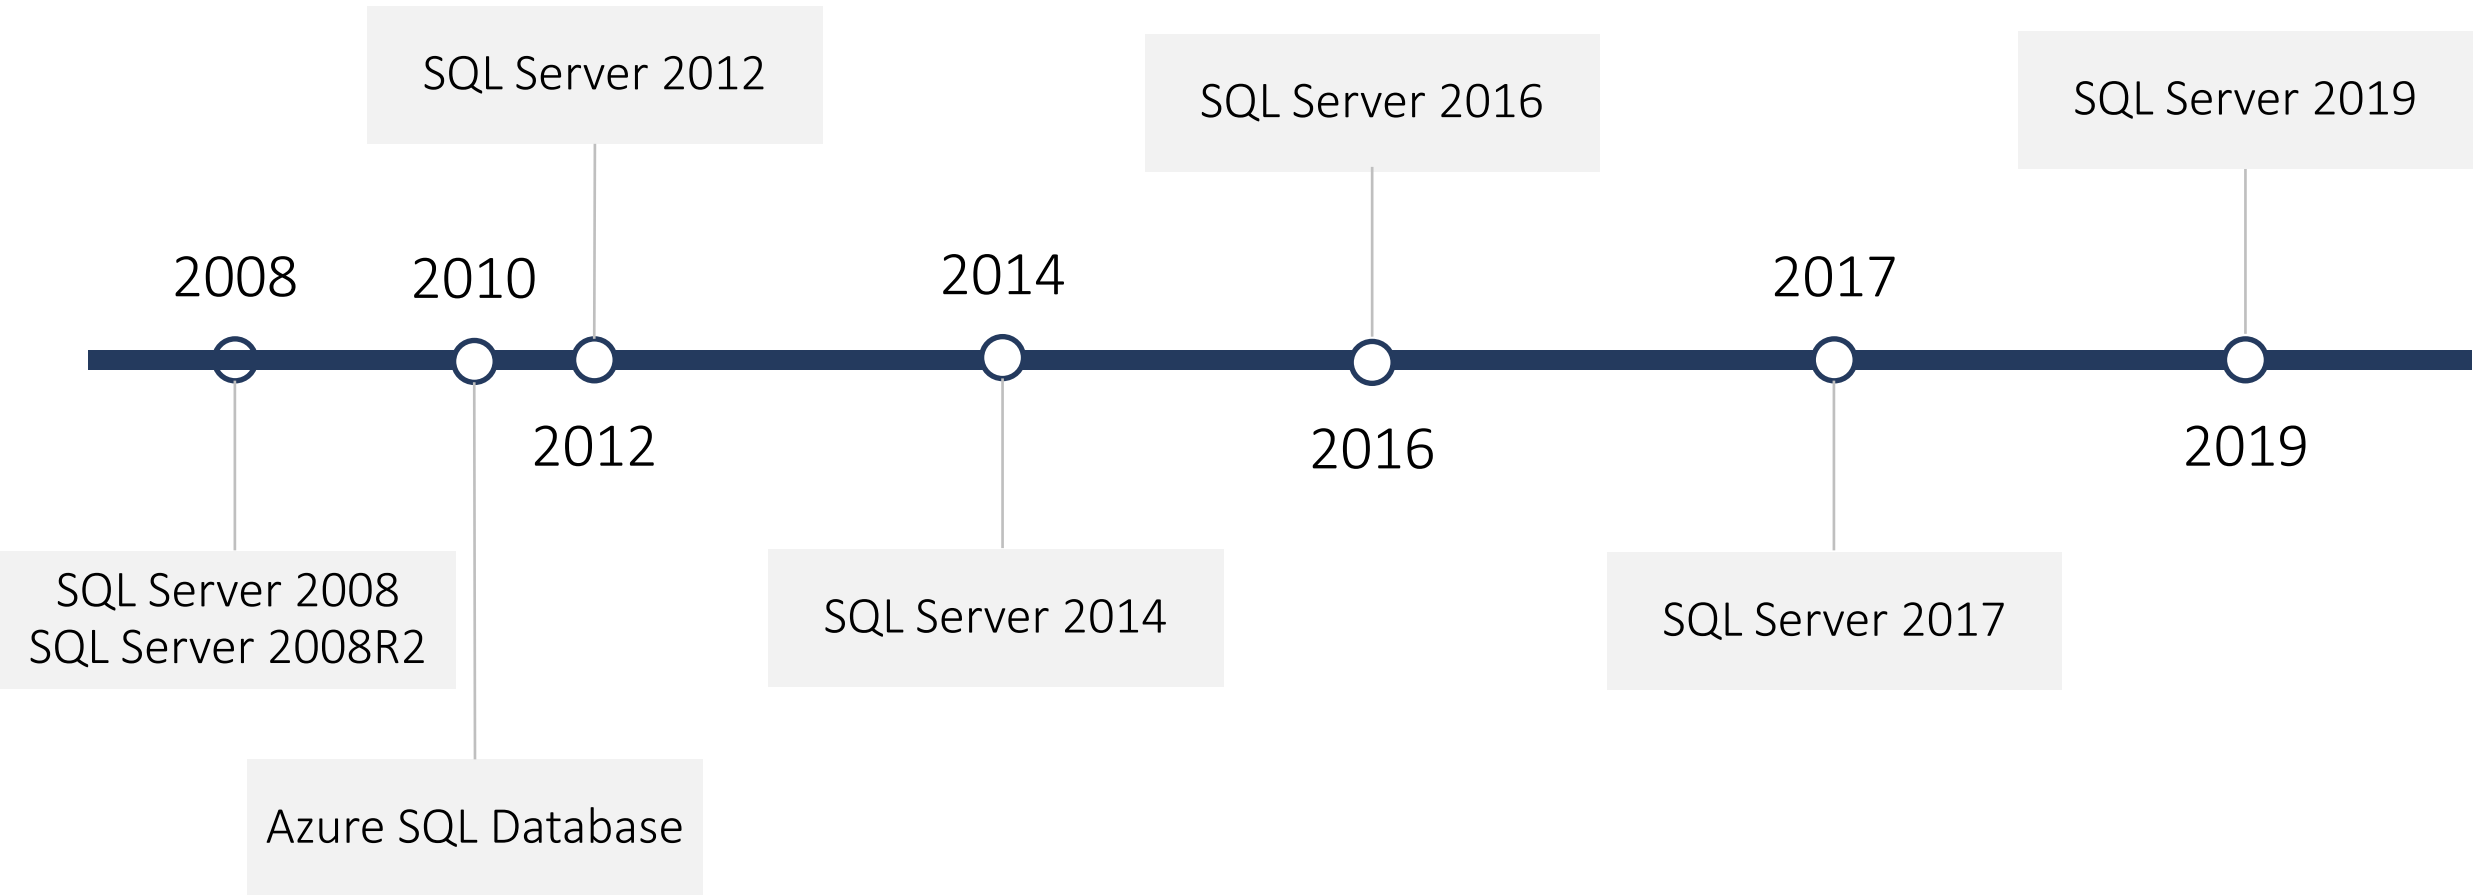 SQL Server 2012
SQL Server 2016
SQL Server 2019
2008
2010
2014
2017
2012
2016
2019
SQL Server 2008
SQL Server 2008R2
SQL Server 2014
SQL Server 2017
Azure SQL Database